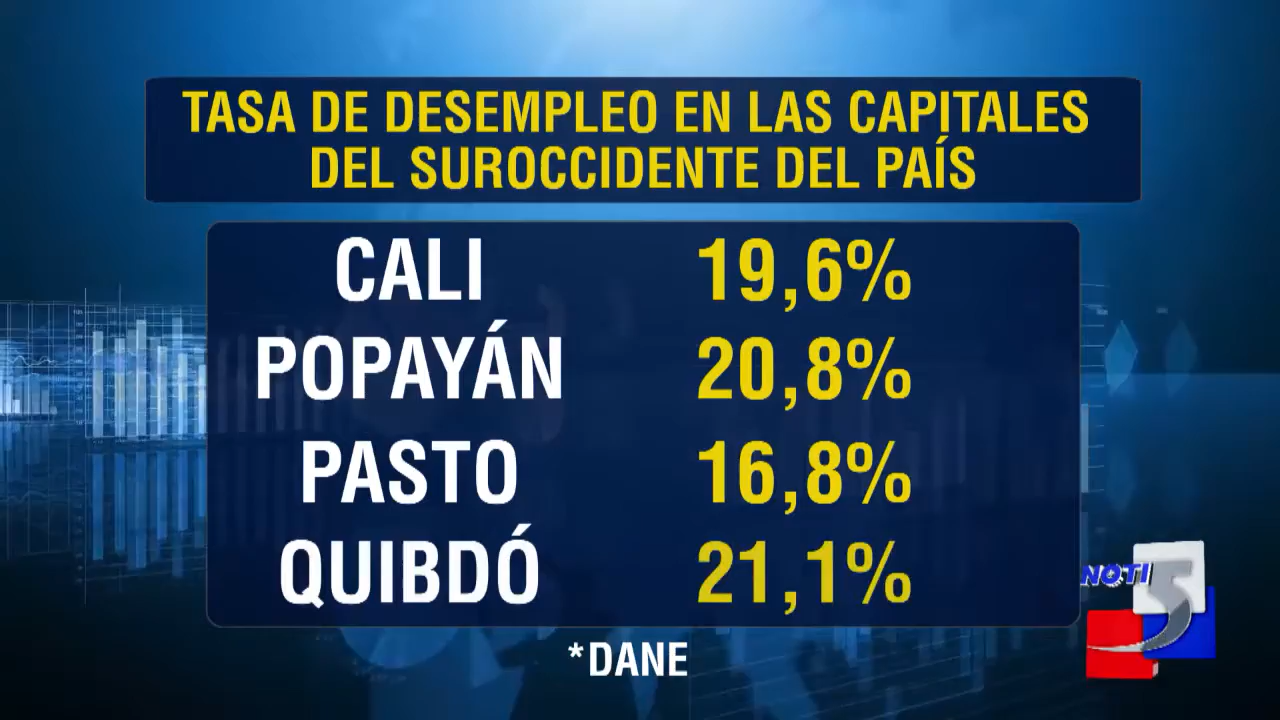 TASA DE DESEMPLEO EN LAS CAPITALES
DEL SUROCCIDENTE DEL PAÍS
CALI 19,6%
POPAYÁN 20,8%
PASTO 16,8%
QUIBDÓ 21,1%
*DANE
NOTI 5